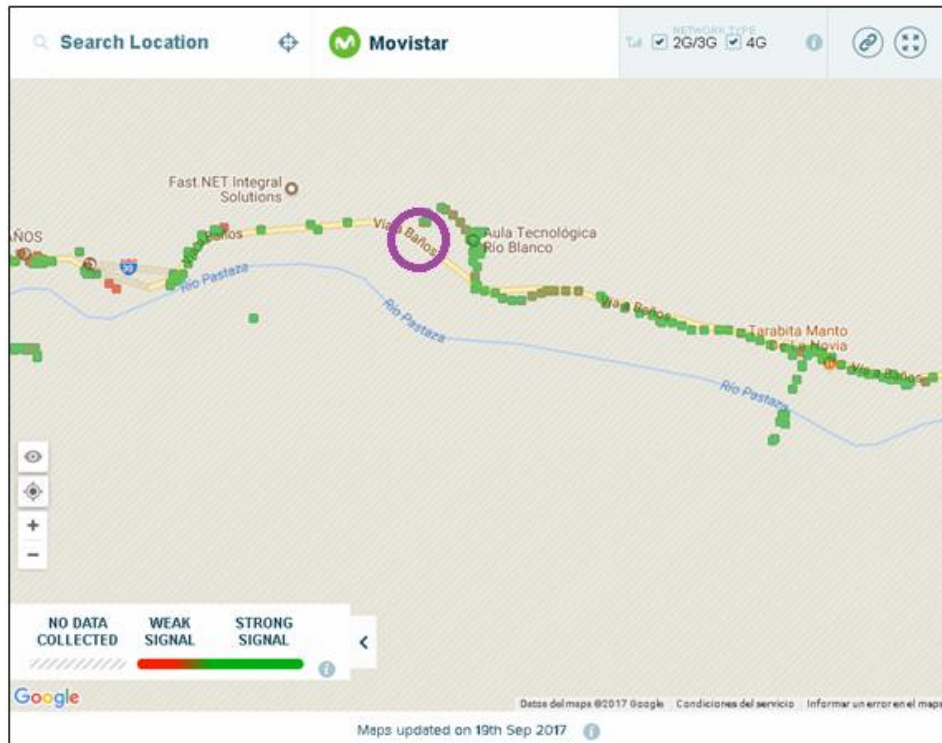 Search Location
Movistar
NETWORK TYPE
2G/3G
4G
Fast.NET Integral
Solutions
Vía a Baños
Vía a Baños
Aula Tecnológica
Río Blanco
AÑOS
30
Río Pastaza
Río Pastaza
Vía a Baños
Tarabita Manto
De La Novia
Vía a Baños
Río Pastaza
+
−
NO DATA
COLLECTED
WEAK
SIGNAL
STRONG
SIGNAL
Google
Datos del mapa ©2017 Google
Condiciones del servicio
Informar un error en el mapa
Maps updated on 19th Sep 2017